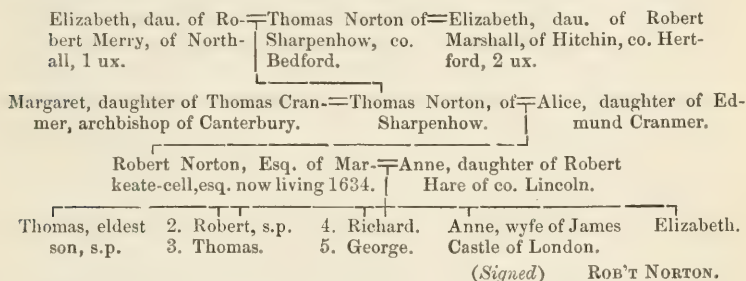 Elizabeth, dau. of Ro-
bert Merry, of North-
all, 1 ux.
Thomas Norton of
Sharpenhow, co.
Bedford.
Elizabeth, dau. of Robert
Marshall, of Hitchin, co. Hert-
ford, 2 ux.
Margaret, daughter of Thomas Cran-
mer, archbishop of Canterbury.
Thomas Norton, of
Sharpenhow.
Alice, daughter of Ed-
mund Cranmer.
Robert Norton, Esq. of Mar-
keate-cell, esq. now living 1634.
Anne, daughter of Robert
Hare of co. Lincoln.
Thomas, eldest
son, s.p.
2. Robert, s.p.
3. Thomas.
4. Richard.
5. George.
Anne, wyfe of James
Castle of London.
Elizabeth.
(Signed) ROB'T NORTON.